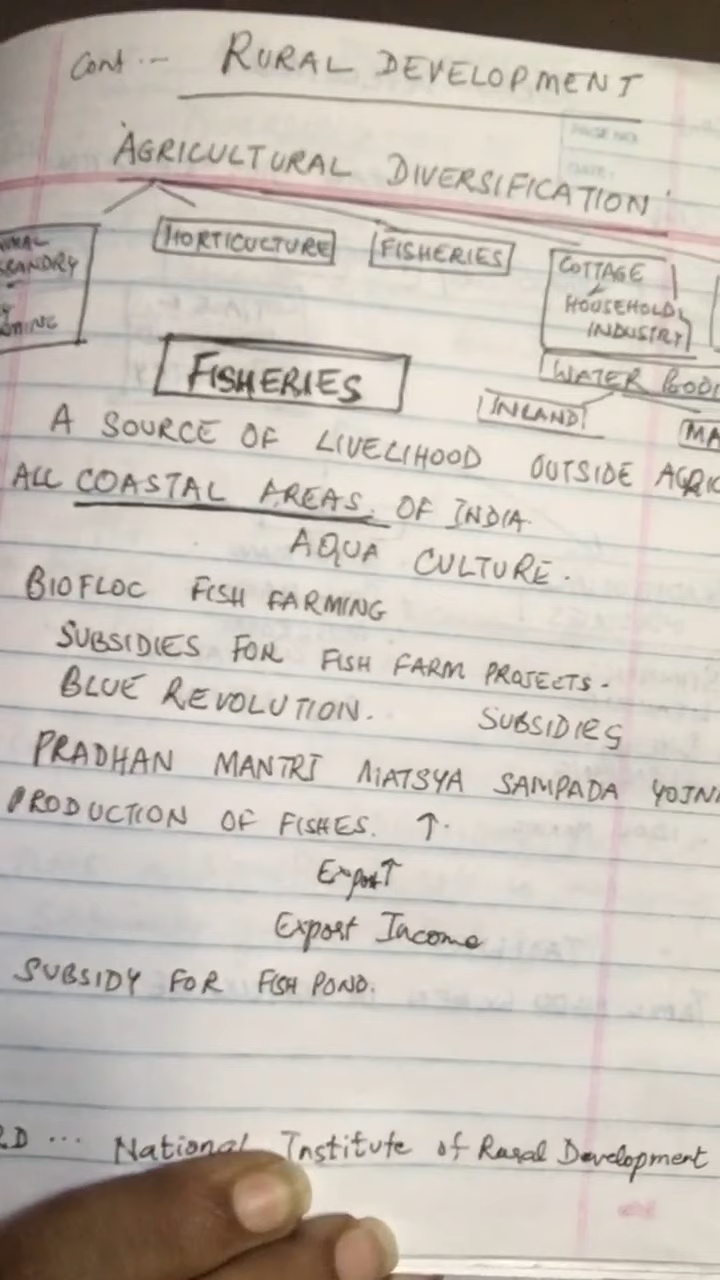 Cont... RURAL DEVELOPMENT
AGRICULTURAL DIVERSIFICATION
HORTICULTURE
FISHERIES
COTTAGE
HOUSEHOLD
INDUSTRY
FISHERIES
WATER
INLAND
A SOURCE OF LIVELIHOOD OUTSIDE
ALL COASTAL AREAS. OF INDIA
AQUA CULTURE.
BIOFLOC FISH FARMING
SUBSIDIES FOR FISH FARM PROJECTS.
BLUE REVOLUTION. SUBSIDIES
PRADHAN MANTRI MATSYA SAMPADA
PRODUCTION OF FISHES. ↑.
Export↑
Export Income
SUBSIDY FOR FISH POND.
... National Institute of Rural Development